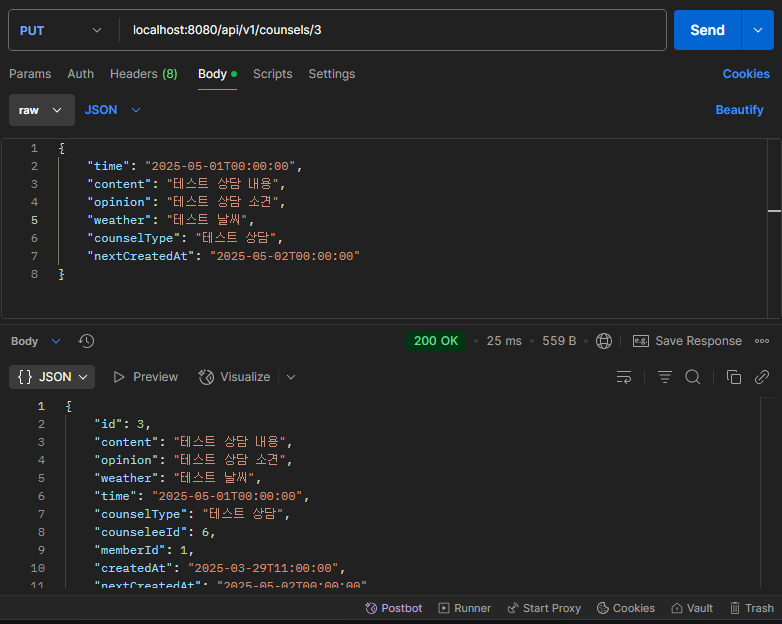 PUT localhost:8080/api/v1/counsels/3 Send
Params Auth Headers (8) Body Scripts Settings Cookies
raw JSON Beautify
1 {
2 "time": "2025-05-01T00:00:00",
3 "content": "테스트 상담 내용",
4 "opinion": "테스트 상담 소견",
5 "weather": "테스트 날씨",
6 "counselType": "테스트 상담",
7 "nextCreatedAt": "2025-05-02T00:00:00"
8 }
Body 200 OK • 25 ms • 559 B • e.g. Save Response
{} JSON Preview Visualize
1 {
2 "id": 3,
3 "content": "테스트 상담 내용",
4 "opinion": "테스트 상담 소견",
5 "weather": "테스트 날씨",
6 "time": "2025-05-01T00:00:00",
7 "counselType": "테스트 상담",
8 "counseleeId": 6,
9 "memberId": 1,
10 "createdAt": "2025-03-29T11:00:00",
11 "nextCreatedAt": "2025-05-02T00:00:00"
Postbot Runner Start Proxy Cookies Vault Trash